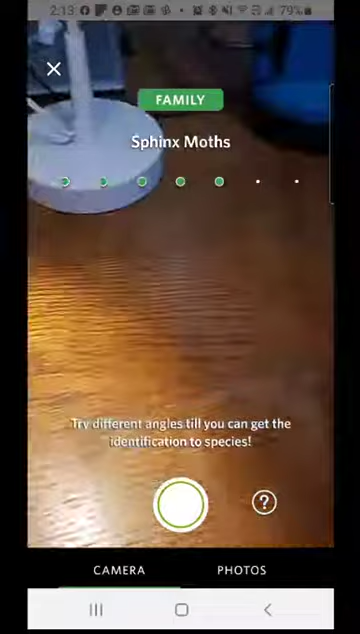 2:13
79%
FAMILY
Sphinx Moths
Try different angles till you can get the
identification to species!
?
CAMERA
PHOTOS